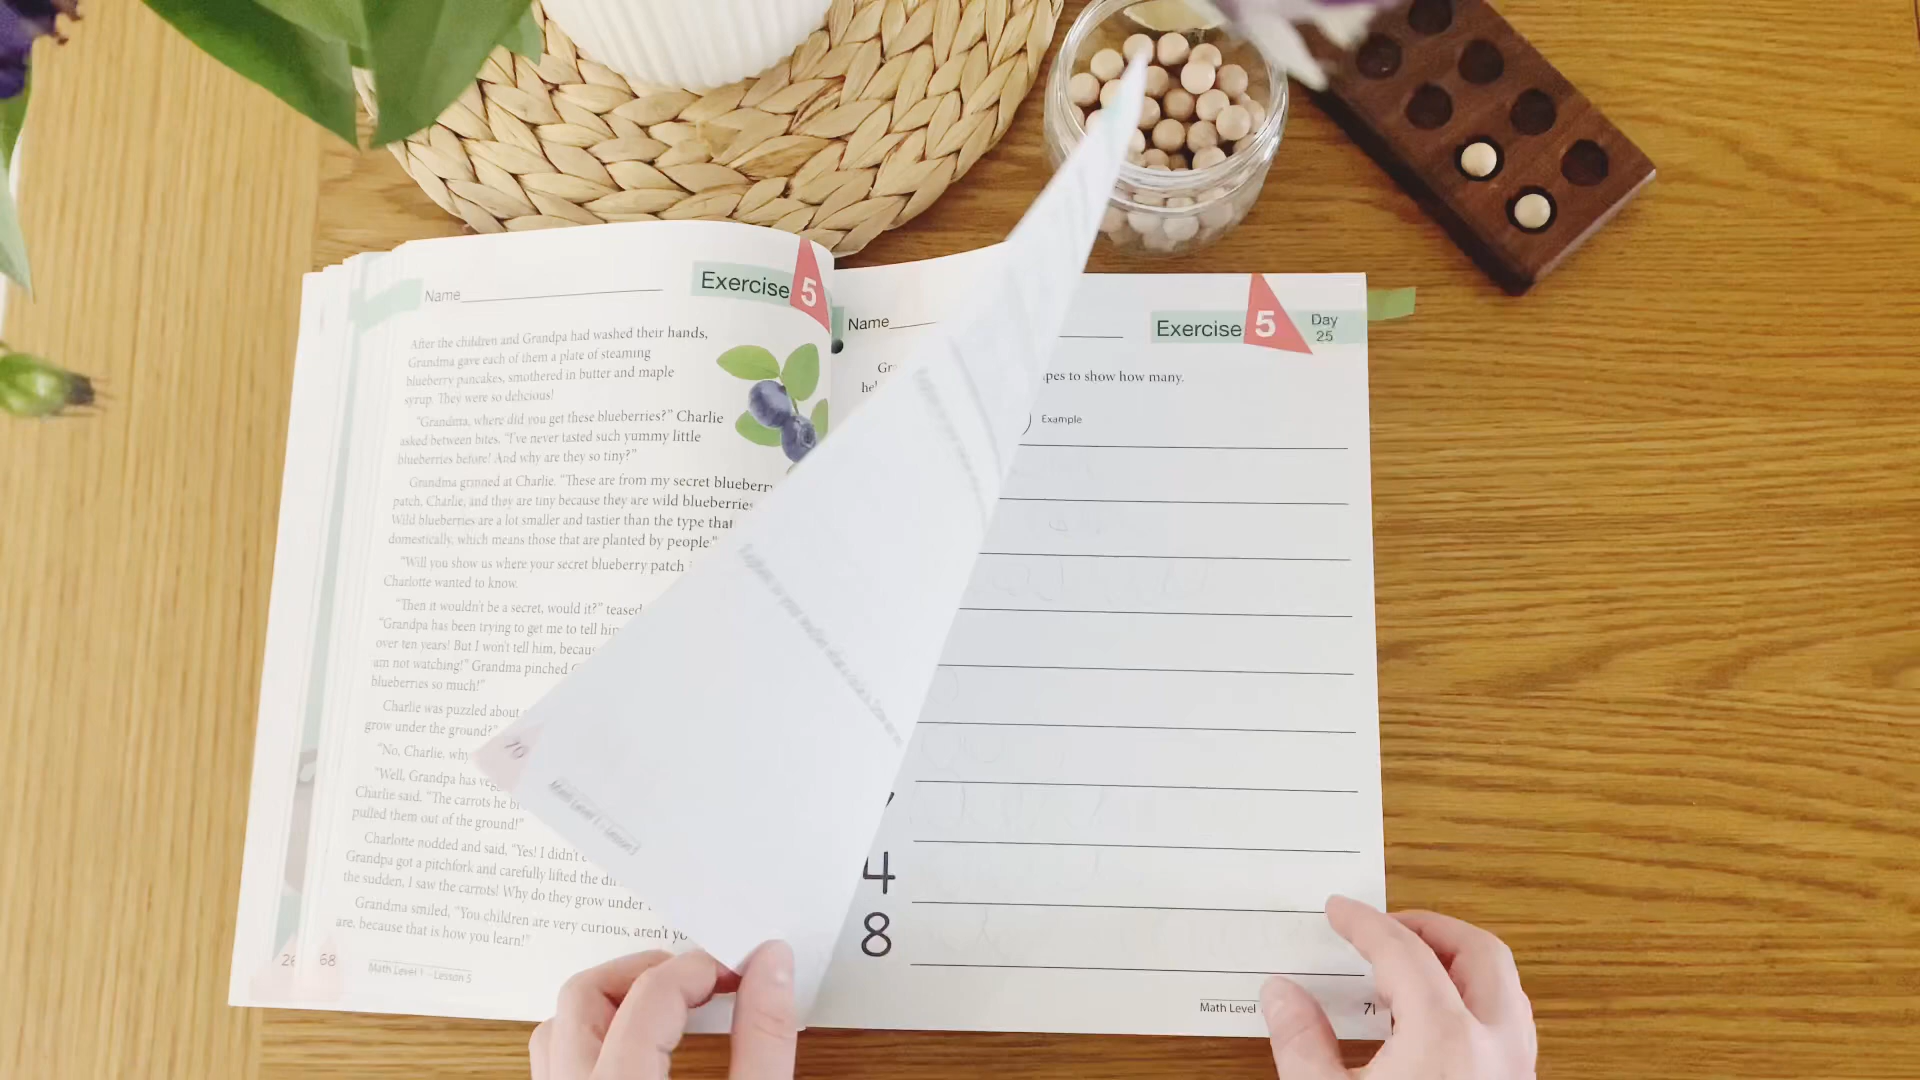 Name
Exercise 5
After the children and Grandpa had washed their hands,
Grandma gave each of them a plate of steaming
blueberry pancakes, smothered in butter and maple
syrup. They were so delicious!
"Grandma, where did you get these blueberries?" Charlie
asked between bites. "I've never tasted such yummy little
blueberries before! And why are they so tiny?"
Grandma grinned at Charlie. "These are from my secret blueberry
patch, Charlie, and they are tiny because they are wild blueberries
Wild blueberries are a lot smaller and tastier than the type that
domestically, which means those that are planted by people."
"Will you show us where your secret blueberry patch
Charlotte wanted to know.
"Then it wouldn't be a secret, would it?" teased
"Grandpa has been trying to get me to tell him
over ten years! But I won't tell him,
am not watching!" Grandma pinched
blueberries so much!"
Charlie was puzzled about
grow under the ground?"
"No, Charlie, why
"Well, Grandpa has
Charlie said. "The carrots he
pulled them out of the ground!"
Charlotte nodded and said, "Yes! I didn't
Grandpa got a pitchfork and carefully lifted the
the sudden, I saw the carrots! Why do they grow under
Grandma smiled, "You children are very curious, aren't
are, because that is how you learn!"
68
Math Level 1 - Lesson 5
70
Math Level 1 - Lesson 5
Name
Exercise 5
Day
25
to show how many.
Example
4
8
Math Level
71